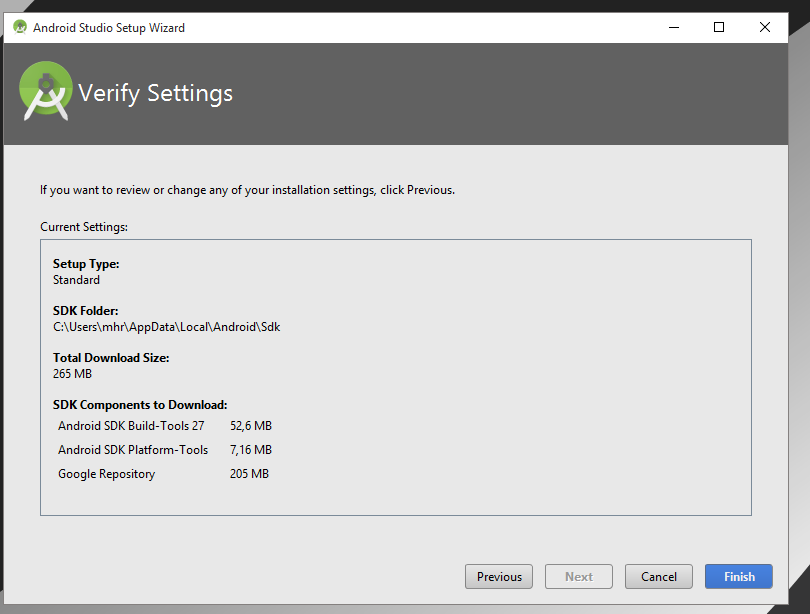 Android Studio Setup Wizard
Verify Settings
If you want to review or change any of your installation settings, click Previous.
Current Settings:
Setup Type:
Standard
SDK Folder:
C:\Users\mhr\AppData\Local\Android\Sdk
Total Download Size:
265 MB
SDK Components to Download:
Android SDK Build-Tools 27 52,6 MB
Android SDK Platform-Tools 7,16 MB
Google Repository 205 MB
Previous Next Cancel Finish